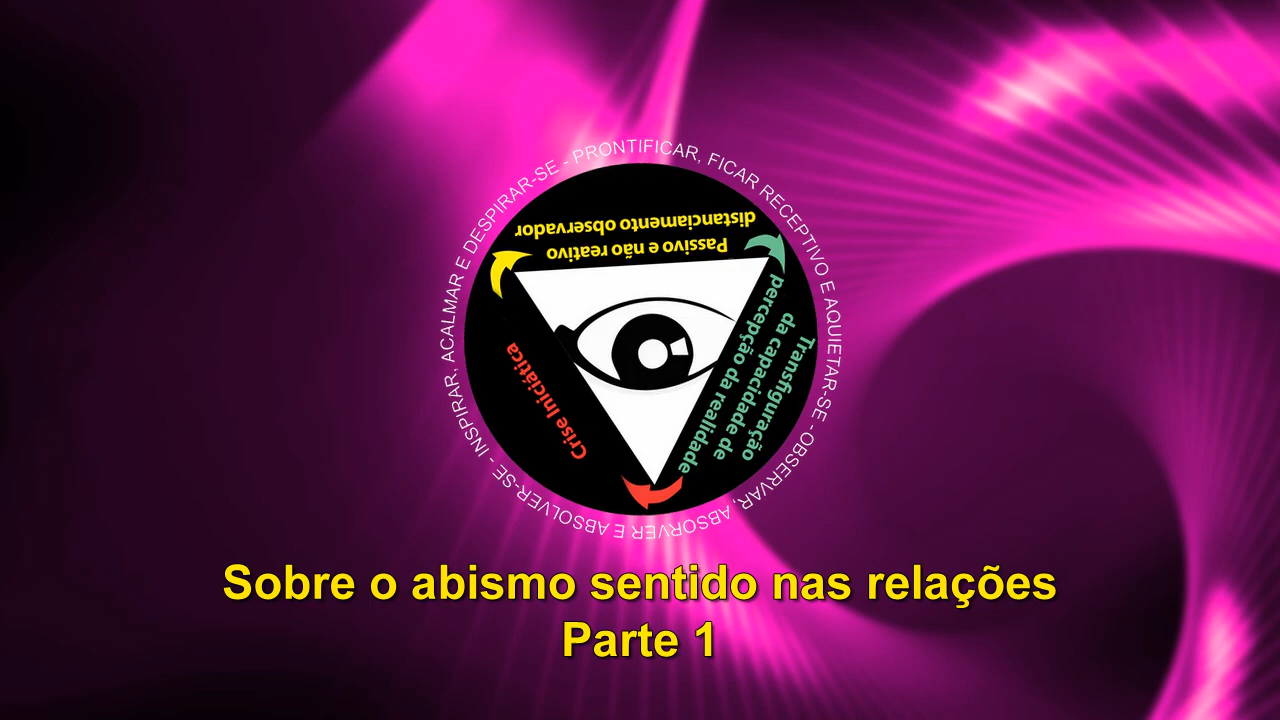 INSPIRAR, ACALMAR E DESPIRAR-SE - PRONTIFICAR, FICAR RECEPTIVO E AQUIETAR-SE - OBSERVAR, ABSORVER E ABSOLVER-SE -
Passivo e não reativo
distanciamento observador
Transfiguração
da capacidade de
percepção da realidade
Crise Iniciática
Sobre o abismo sentido nas relações
Parte 1